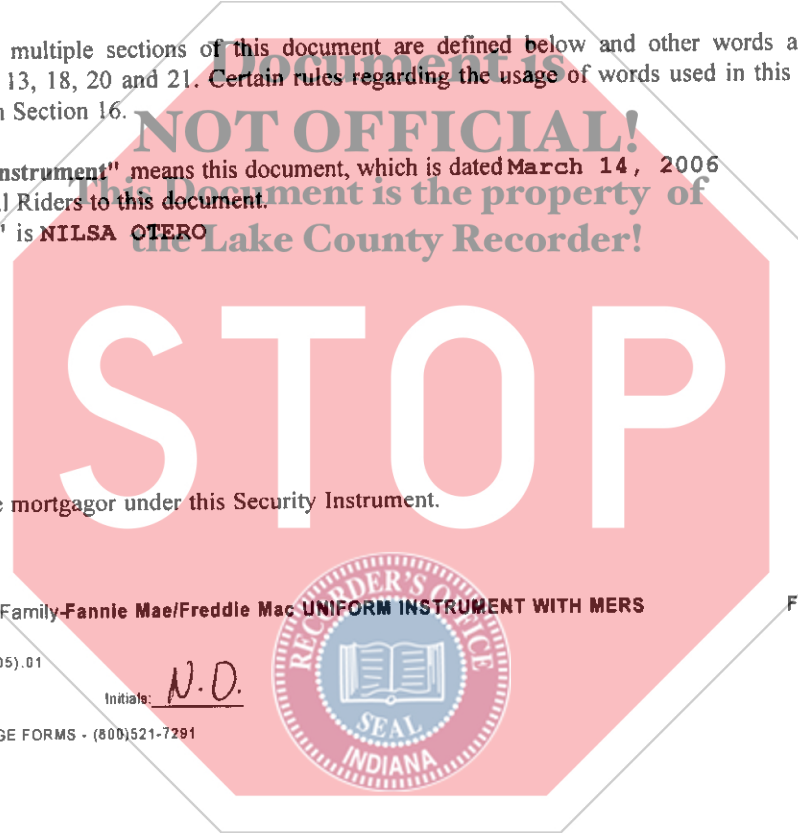 multiple sections of this document are defined below and other words a
Document is
13, 18, 20 and 21. Certain rules regarding the usage of words used in this
Section 16.
NOT OFFICIAL!
nstrument" means this document, which is dated March 14, 2006
This Document is the property of
l Riders to this document.
" is NILSA OTERO
the Lake County Recorder!
STOP
e mortgagor under this Security Instrument.
RECORDER'S OFFICE
Family-Fannie Mae/Freddie Mac UNIFORM INSTRUMENT WITH MERS
F
05).01
Initials: N.O.
GE FORMS - (800)521-7291
SEAL
INDIANA